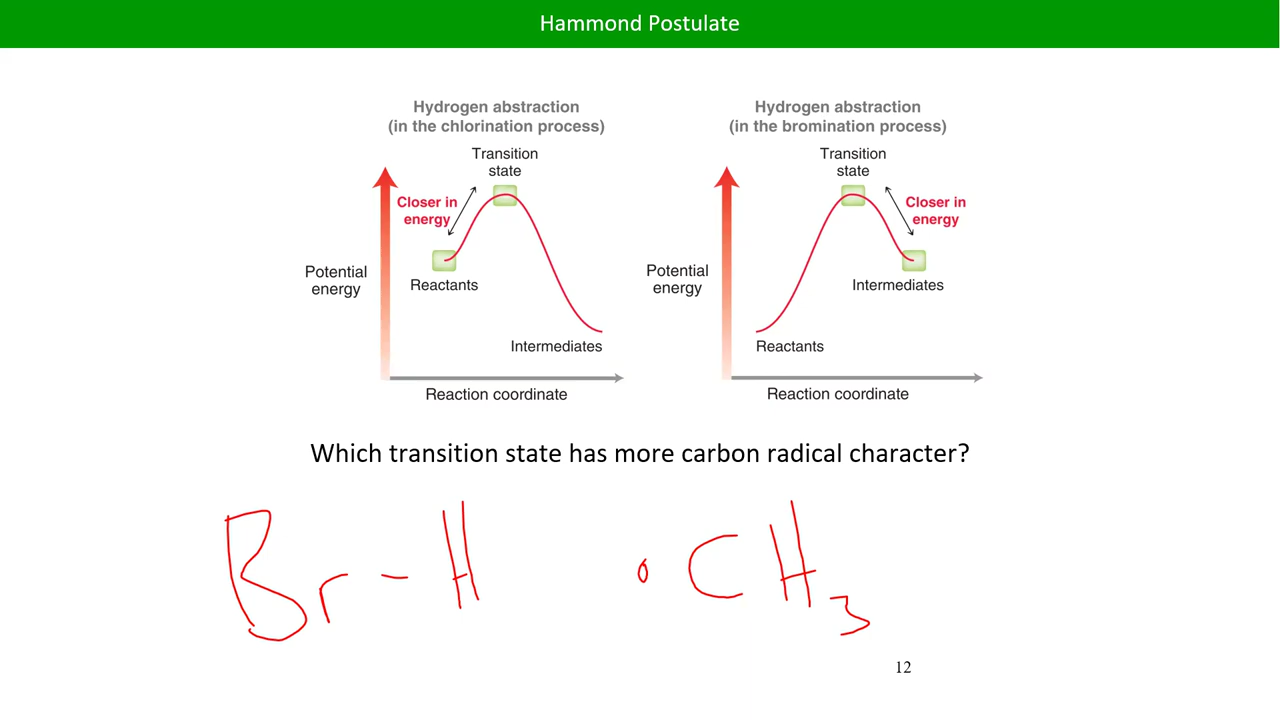 Hammond Postulate
Hydrogen abstraction
(in the chlorination process)
Transition
state
Closer in
energy
Potential
energy
Reactants
Intermediates
Reaction coordinate
Hydrogen abstraction
(in the bromination process)
Transition
state
Closer in
energy
Potential
energy
Intermediates
Reactants
Reaction coordinate
Which transition state has more carbon radical character?
Br – H • CH3
12